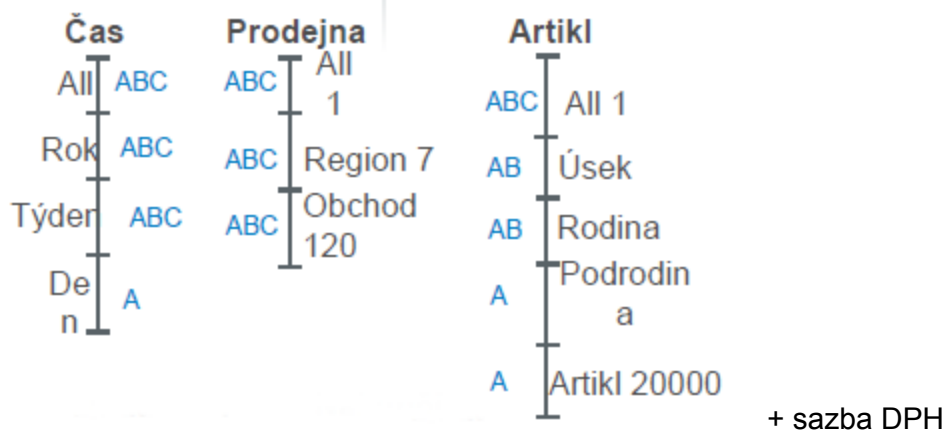 Čas
All ABC
Rok ABC
Týden ABC
De
n A
Prodejna
ABC All
1
ABC Region 7
ABC Obchod
120
Artikl
ABC All 1
AB Úsek
AB Rodina
A Podrodin
a
A Artikl 20000
+ sazba DPH